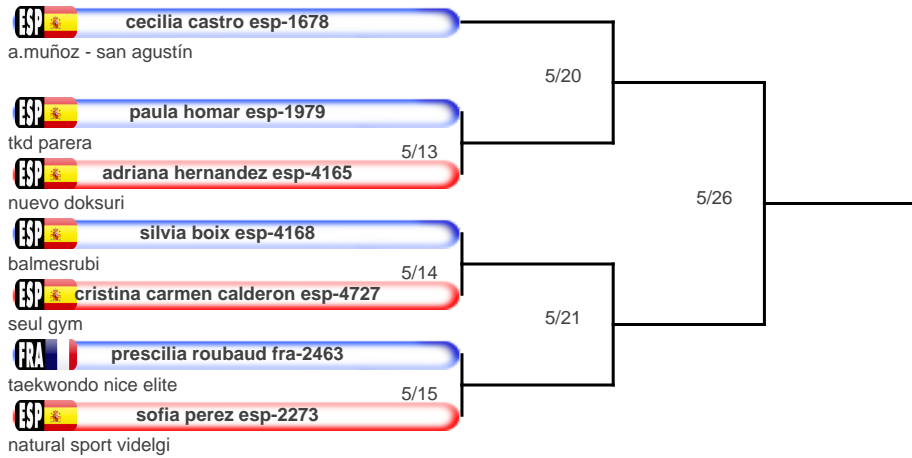 ESP cecilia castro esp-1678
a.muñoz - san agustín
5/20
ESP paula homar esp-1979
tkd parera
5/13
ESP adriana hernandez esp-4165
nuevo doksuri
5/26
ESP silvia boix esp-4168
balmesrubi
5/14
ESP cristina carmen calderon esp-4727
seul gym
5/21
FRA prescilia roubaud fra-2463
taekwondo nice elite
5/15
ESP sofia perez esp-2273
natural sport videlgi